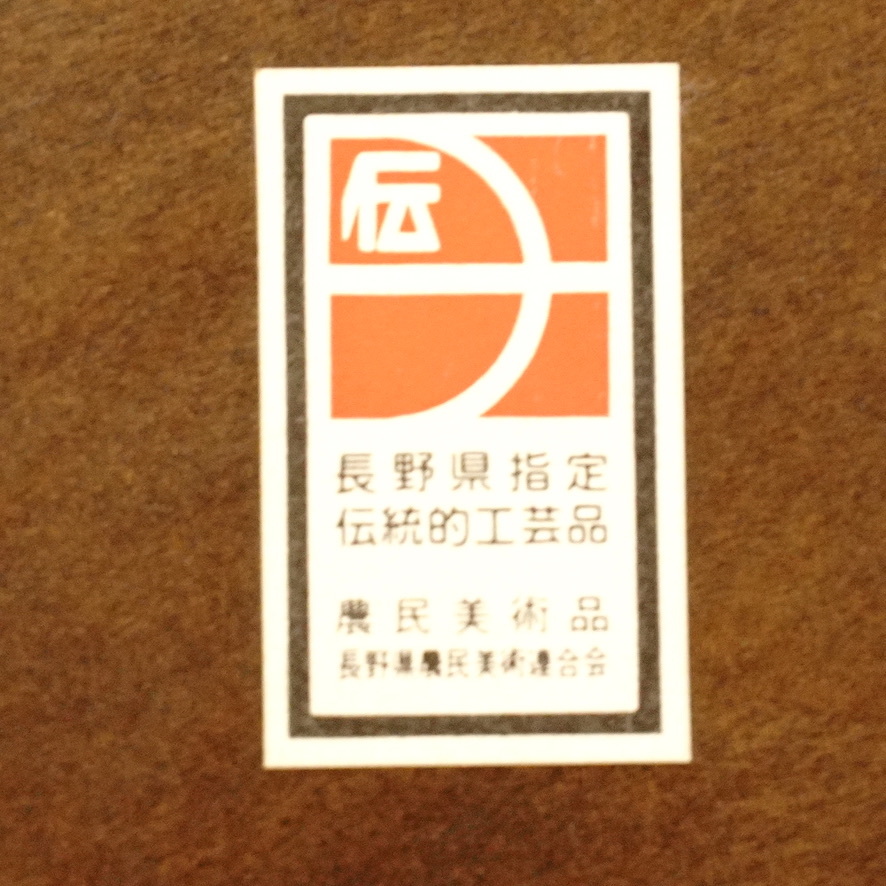 伝
長野県指定
伝統的工芸品
農民美術品
長野県農民美術連合会